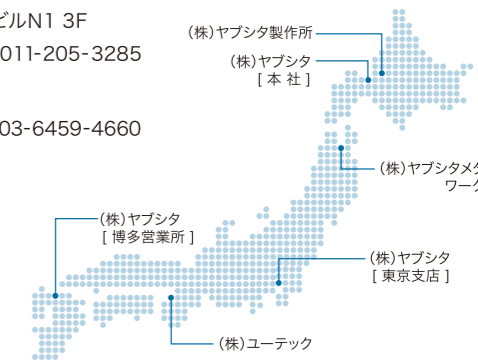 ビルN1 3F
011-205-3285
03-6459-4660
(株)ヤブシタ製作所
(株)ヤブシタ
[ 本 社 ]
(株)ヤブシタメタ
ワーク
(株)ヤブシタ
[ 博多営業所 ]
(株)ヤブシタ
[ 東京支店 ]
(株)ユーテック